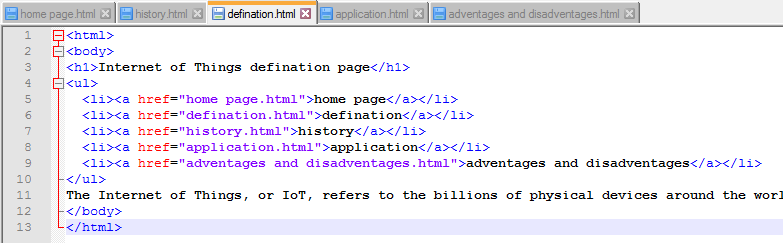 home page.html history.html defination.html application.html adventages and disadventages.html
1 <html>
2 <body>
3 <h1>Internet of Things defination page</h1>
4 <ul>
5 <li><a href="home page.html">home page</a></li>
6 <li><a href="defination.html">defination</a></li>
7 <li><a href="history.html">history</a></li>
8 <li><a href="application.html">application</a></li>
9 <li><a href="adventages and disadventages.html">adventages and disadventages</a></li>
10 </ul>
11 The Internet of Things, or IoT, refers to the billions of physical devices around the worl
12 </body>
13 </html>